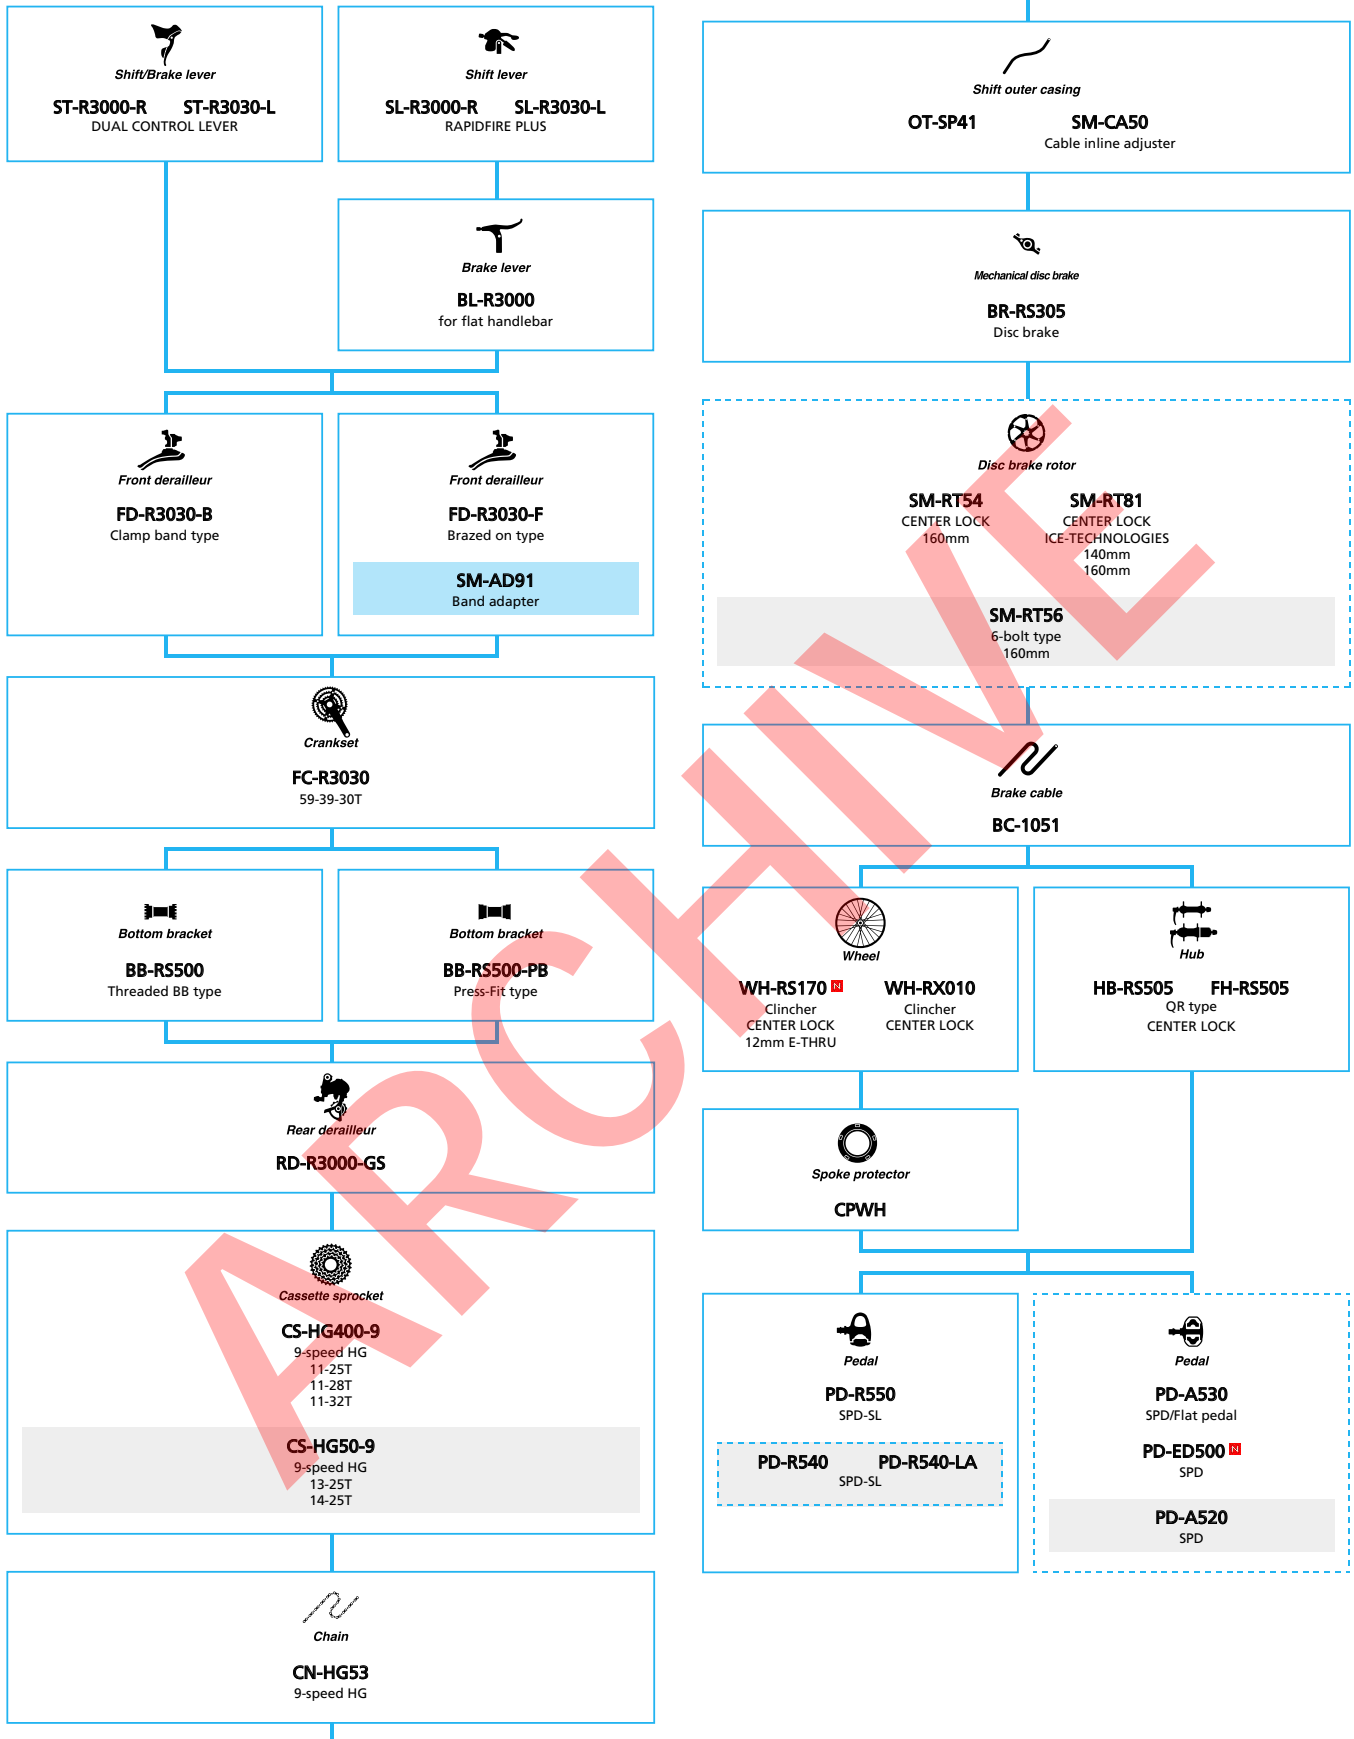 Shift/Brake lever
ST-R3000-R ST-R3030-L
DUAL CONTROL LEVER
Shift lever
SL-R3000-R SL-R3030-L
RAPIDFIRE PLUS
Brake lever
BL-R3000
for flat handlebar
Front derailleur
FD-R3030-B
Clamp band type
Front derailleur
FD-R3030-F
Brazed on type
SM-AD91
Band adapter
Crankset
FC-R3030
59-39-30T
Bottom bracket
BB-RS500
Threaded BB type
Bottom bracket
BB-RS500-PB
Press-Fit type
Rear derailleur
RD-R3000-GS
Cassette sprocket
CS-HG400-9
9-speed HG
11-25T
11-28T
11-32T
CS-HG50-9
9-speed HG
13-25T
14-25T
Chain
CN-HG53
9-speed HG
Shift outer casing
OT-SP41 SM-CA50
Cable inline adjuster
Mechanical disc brake
BR-RS305
Disc brake
Disc brake rotor
SM-RT54
CENTER LOCK
160mm
SM-RT81
CENTER LOCK
ICE-TECHNOLOGIES
140mm
160mm
SM-RT56
6-bolt type
160mm
Brake cable
BC-1051
Wheel
WH-RS170 N
Clincher
CENTER LOCK
12mm E-THRU
WH-RX010
Clincher
CENTER LOCK
Hub
HB-RS505 FH-RS505
QR type
CENTER LOCK
Spoke protector
CPWH
Pedal
PD-R550
SPD-SL
PD-R540 PD-R540-LA
SPD-SL
Pedal
PD-A530
SPD/Flat pedal
PD-ED500 N
SPD
PD-A520
SPD
ARCHIVE